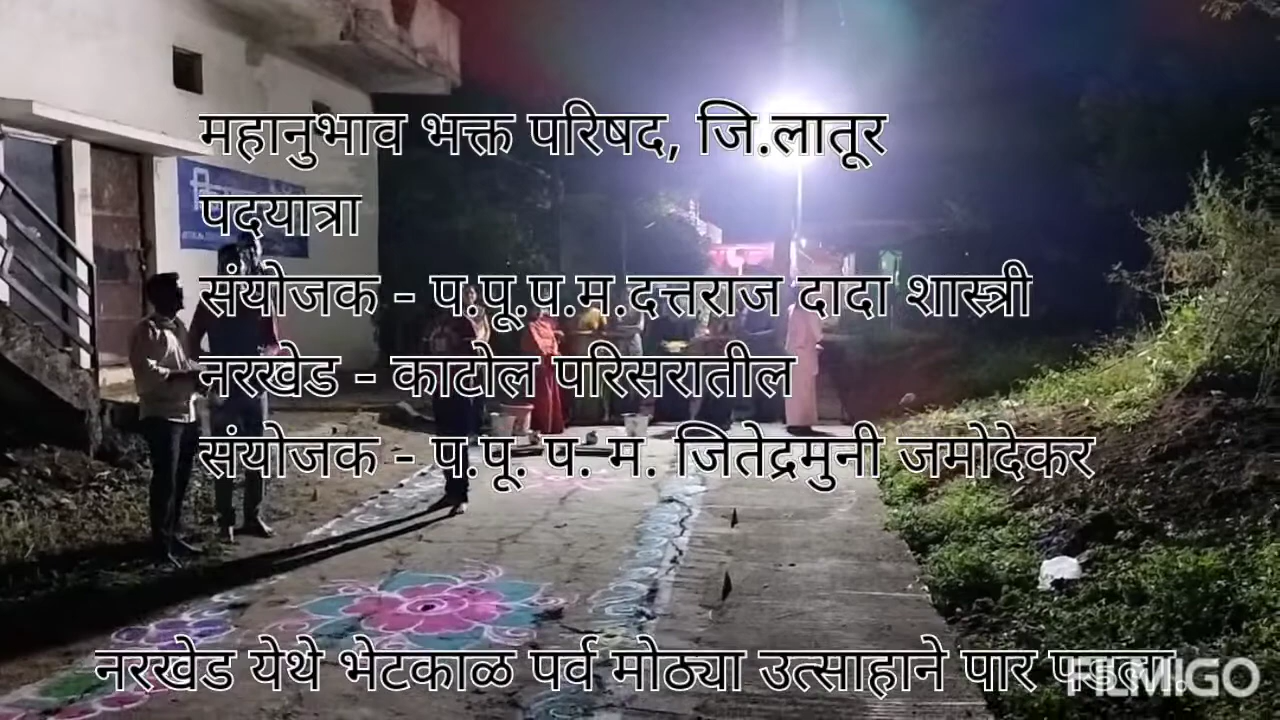 महानुभाव भक्त परिषद, जि.लातूर
पदयात्रा
संयोजक - प.पू.प.म.दत्तराज दादा शास्त्री
नरखेड - काटोल परिसरातील
संयोजक - प.पू. प. म. जितेद्रमुनी जमोदेकर
नरखेड येथे भेटकाळ पर्व मोठ्या उत्साहाने पार
FILMIGO